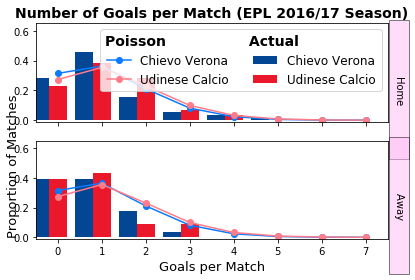 Number of Goals per Match (EPL 2016/17 Season)
Poisson Actual
Chievo Verona Chievo Verona
Udinese Calcio Udinese Calcio
0.6
0.4
0.2
0.0
Home
0.6
0.4
0.2
0.0
Away
Proportion of Matches
0 1 2 3 4 5 6 7
Goals per Match